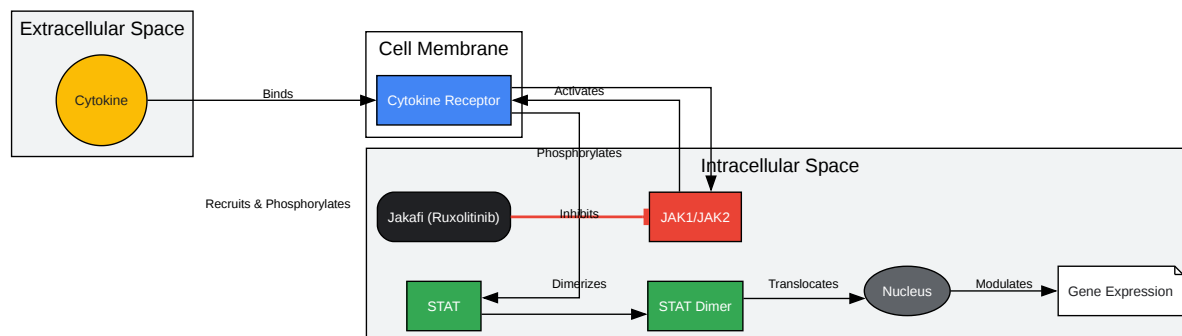 Extracellular Space
Cytokine
Binds
Cell Membrane
Cytokine Receptor
Activates
Phosphorylates
Intracellular Space
Recruits & Phosphorylates
Jakafi (Ruxolitinib)
Inhibits
JAK1/JAK2
STAT
Dimerizes
STAT Dimer
Translocates
Nucleus
Modulates
Gene Expression